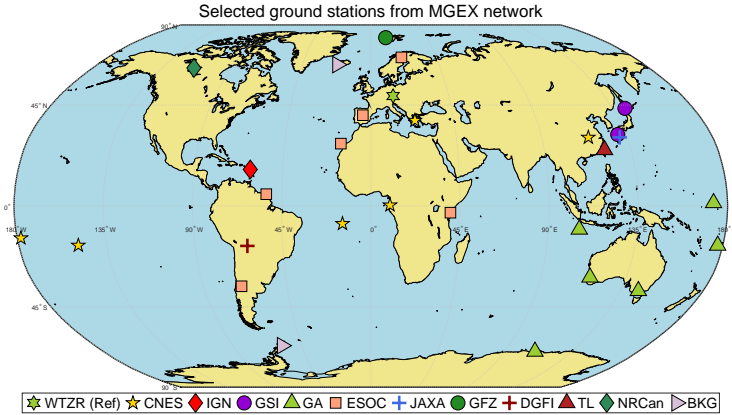 Selected ground stations from MGEX network
90°N
45°N
0°
180°W 135°W 90°W 45°W 0° 45°E 90°E 135°E 180°E
45°S
90°S
WTZR (Ref) CNES IGN GSI GA ESOC JAXA GFZ DGFI TL NRCan BKG